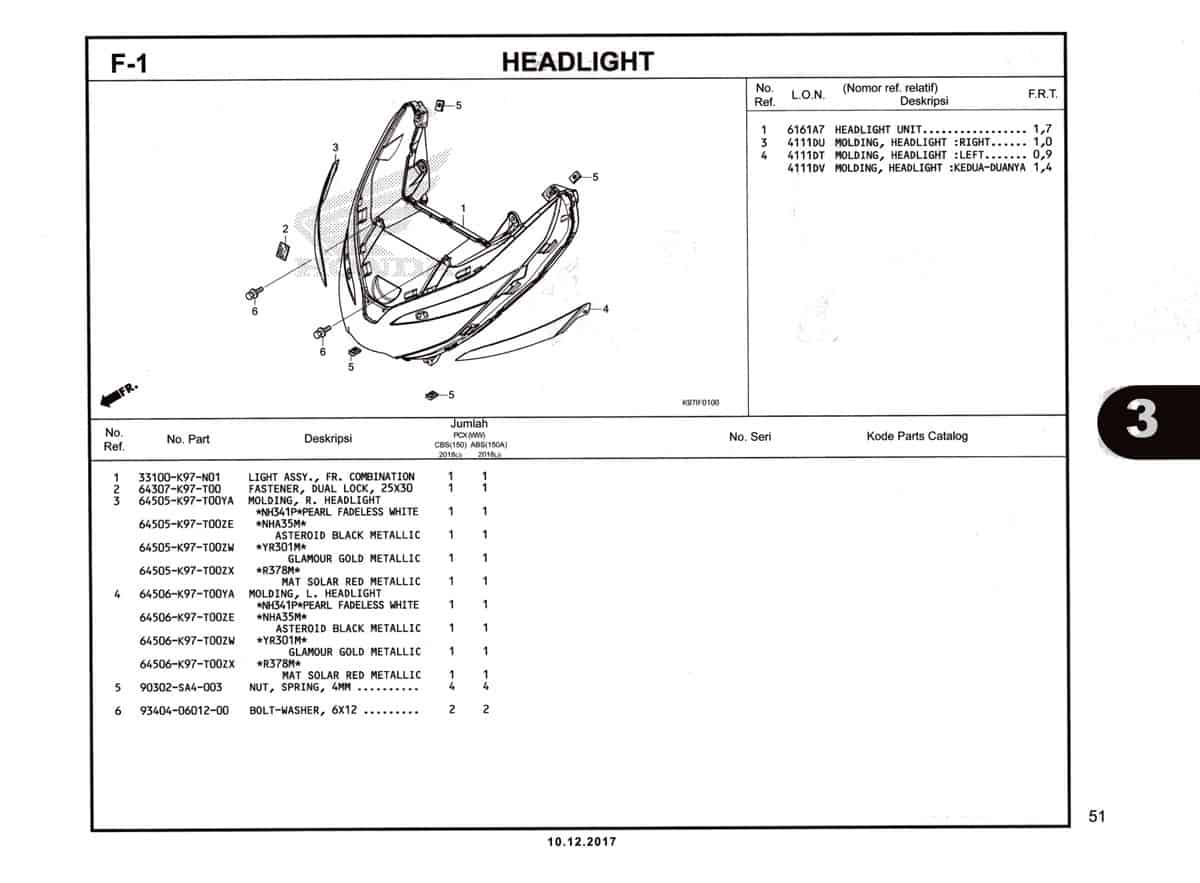 F-1
HEADLIGHT
No. Ref.
L.O.N.
(Nomor ref. relatif)
Deskripsi
F.R.T.
1 6161A7 HEADLIGHT UNIT................. 1,7
3 4111DU MOLDING, HEADLIGHT :RIGHT...... 1,0
4 4111DT MOLDING, HEADLIGHT :LEFT....... 0,9
4111DV MOLDING, HEADLIGHT :KEDUA-DUANYA 1,4
5
3
5
1
2
HONDA
6
4
6
5
5
FR.
K97IF0100
3
No. Ref.
No. Part
Deskripsi
Jumlah
PCX(WW)
CBS(150) ABS(150A)
2018(J) 2018(J)
No. Seri
Kode Parts Catalog
1 33100-K97-N01 LIGHT ASSY., FR. COMBINATION 1 1
2 64307-K97-T00 FASTENER, DUAL LOCK, 25X30 1 1
3 64505-K97-T00YA MOLDING, R. HEADLIGHT
*NH341P*PEARL FADELESS WHITE 1 1
64505-K97-T00ZE *NHA35M*
ASTEROID BLACK METALLIC 1 1
64505-K97-T00ZW *YR301M*
GLAMOUR GOLD METALLIC 1 1
64505-K97-T00ZX *R378M*
MAT SOLAR RED METALLIC 1 1
4 64506-K97-T00YA MOLDING, L. HEADLIGHT
*NH341P*PEARL FADELESS WHITE 1 1
64506-K97-T00ZE *NHA35M*
ASTEROID BLACK METALLIC 1 1
64506-K97-T00ZW *YR301M*
GLAMOUR GOLD METALLIC 1 1
64506-K97-T00ZX *R378M*
MAT SOLAR RED METALLIC 1 1
5 90302-SA4-003 NUT, SPRING, 4MM .......... 4 4
6 93404-06012-00 BOLT-WASHER, 6X12 ......... 2 2
51
10.12.2017